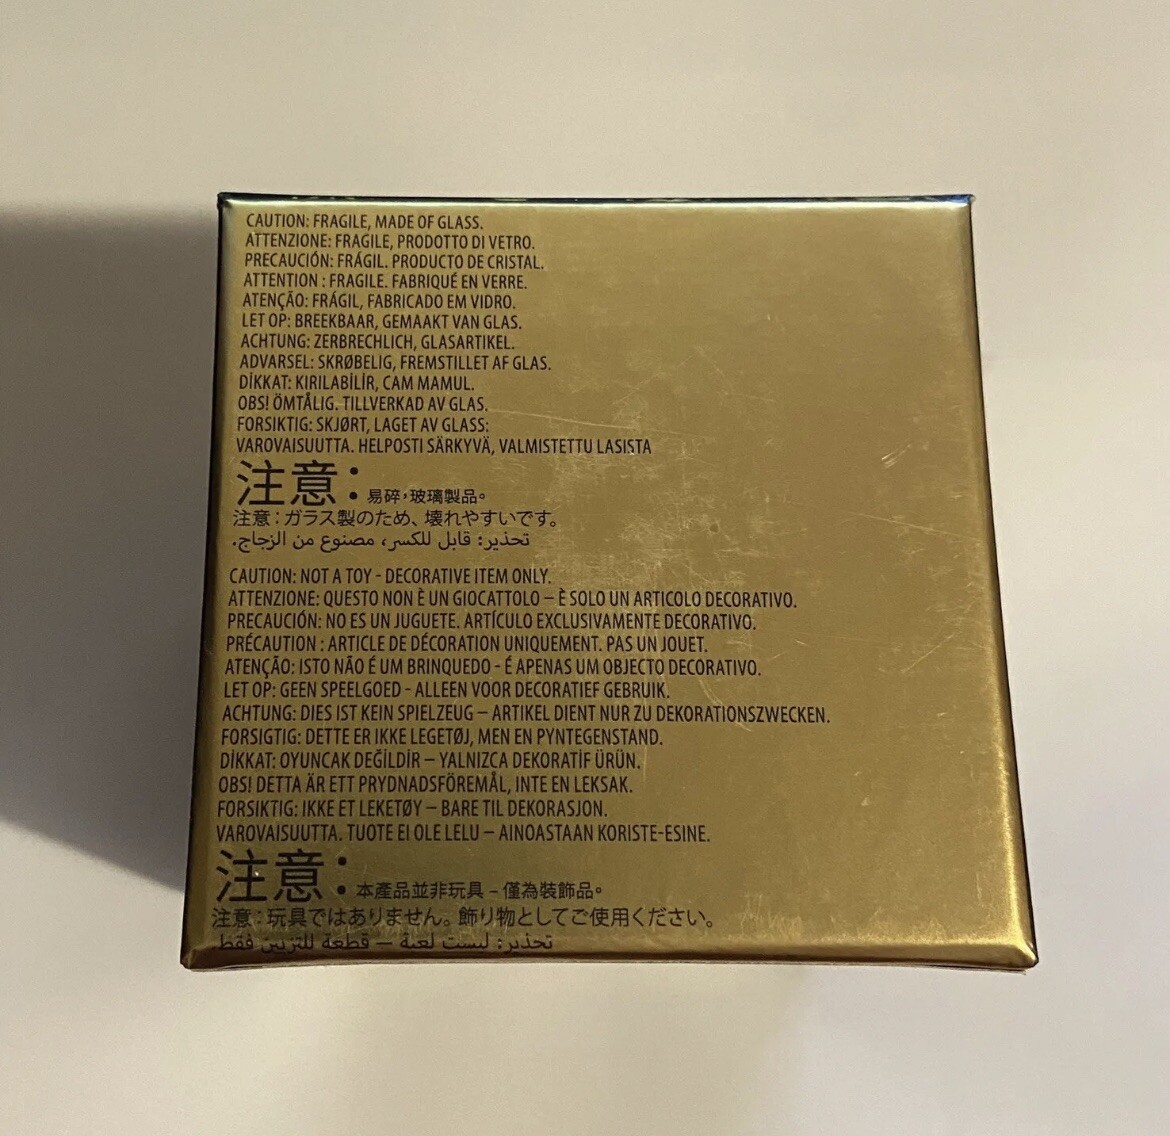 CAUTION: FRAGILE, MADE OF GLASS.
ATTENZIONE: FRAGILE, PRODOTTO DI VETRO.
PRECAUCIÓN: FRÁGIL. PRODUCTO DE CRISTAL.
ATTENTION : FRAGILE. FABRIQUÉ EN VERRE.
ATENÇÃO: FRÁGIL, FABRICADO EM VIDRO.
LET OP: BREEKBAAR, GEMAAKT VAN GLAS.
ACHTUNG: ZERBRECHLICH, GLASARTIKEL.
ADVARSEL: SKRØBELIG, FREMSTILLET AF GLAS.
DİKKAT: KIRILABİLİR, CAM MAMUL.
OBS! ÖMTÅLIG. TILLVERKAD AV GLAS.
FORSIKTIG: SKJØRT, LAGET AV GLASS:
VAROVAISUUTTA. HELPOSTI SÄRKYVÄ, VALMISTETTU LASISTA
注意：易碎，玻璃製品。
注意：ガラス製のため、壊れやすいです。
تحذير: قابل للكسر، مصنوع من الزجاج.
CAUTION: NOT A TOY - DECORATIVE ITEM ONLY.
ATTENZIONE: QUESTO NON È UN GIOCATTOLO – È SOLO UN ARTICOLO DECORATIVO.
PRECAUCIÓN: NO ES UN JUGUETE. ARTÍCULO EXCLUSIVAMENTE DECORATIVO.
PRÉCAUTION : ARTICLE DE DÉCORATION UNIQUEMENT. PAS UN JOUET.
ATENÇÃO: ISTO NÃO É UM BRINQUEDO - É APENAS UM OBJECTO DECORATIVO.
LET OP: GEEN SPEELGOED - ALLEEN VOOR DECORATIEF GEBRUIK.
ACHTUNG: DIES IST KEIN SPIELZEUG – ARTIKEL DIENT NUR ZU DEKORATIONSZWECKEN.
FORSIGTIG: DETTE ER IKKE LEGETØJ, MEN EN PYNTEGENSTAND.
DİKKAT: OYUNCAK DEĞİLDİR – YALNIZCA DEKORATİF ÜRÜN.
OBS! DETTA ÄR ETT PRYDNADSFÖREMÅL, INTE EN LEKSAK.
FORSIKTIG: IKKE ET LEKETØY – BARE TIL DEKORASJON.
VAROVAISUUTTA. TUOTE EI OLE LELU – AINOASTAAN KORISTE-ESINE.
注意：本產品並非玩具 – 僅為裝飾品。
注意：玩具ではありません。飾り物としてご使用ください。
تحذير: ليست لعبة – قطعة للتزيين فقط.